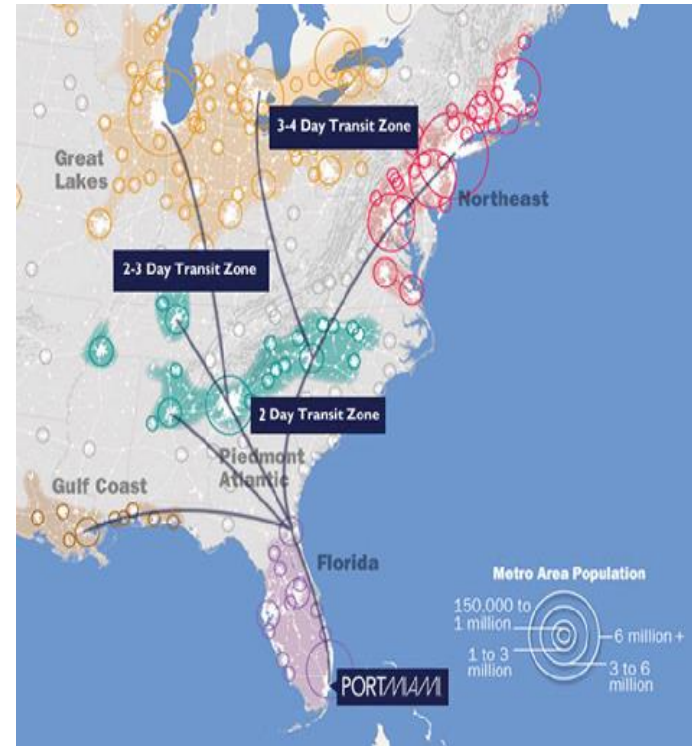 3-4 Day Transit Zone
Great
Lakes
Northeast
2-3 Day Transit Zone
2 Day Transit Zone
Piedmont
Atlantic
Gulf Coast
Florida
Metro Area Population
150.000 to
1 million
6 million +
1 to 3
million
3 to 6
million
PORTMIAMI